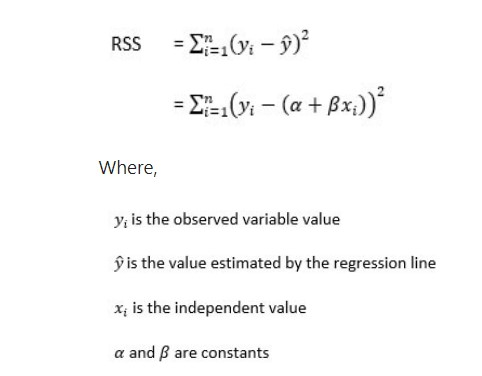 RSS = Σⁿᵢ₌₁(yᵢ − ŷ)²
= Σⁿᵢ₌₁(yᵢ − (α + βxᵢ))²
Where,
yᵢ is the observed variable value
ŷ is the value estimated by the regression line
xᵢ is the independent value
α and β are constants